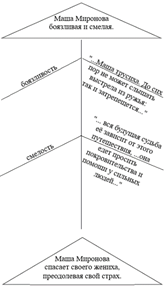 Маша Миронова
боязливая и смелая.
боязливость
"...Маша трусиха. До сих
пор не может слышать
выстрела из ружья:
так и затрепещется..."
смелость
"... вся будущая судьба
её зависит от этого
путешествия, ...она
едет просить
покровительства и
помощи у сильных
людей..."
Маша Миронова
спасает своего жениха,
преодолевая свой страх.